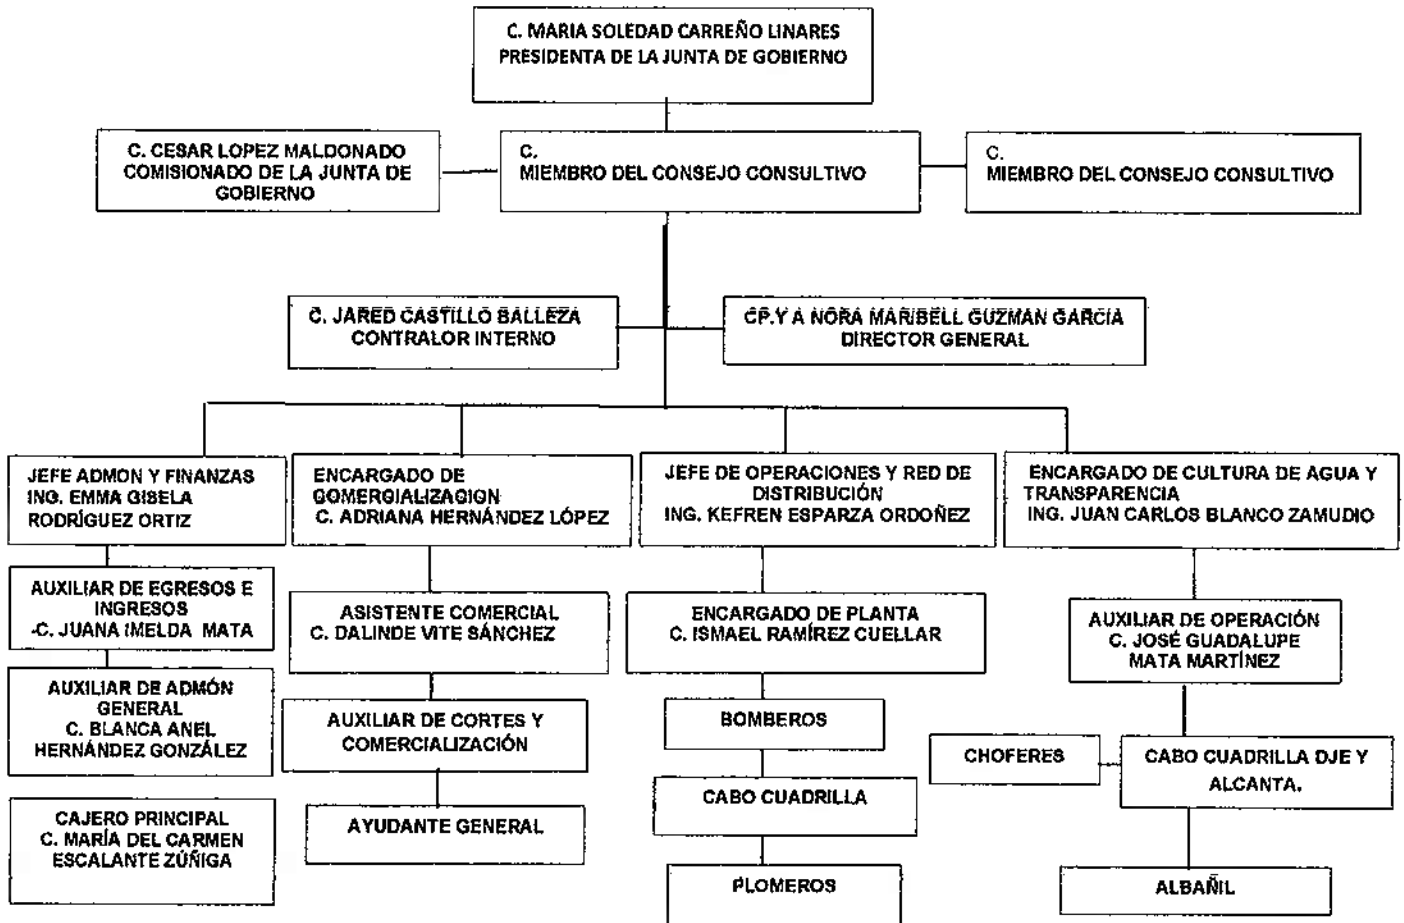 C. MARIA SOLEDAD CARREÑO LINARES
PRESIDENTA DE LA JUNTA DE GOBIERNO
C. CESAR LOPEZ MALDONADO
COMISIONADO DE LA JUNTA DE
GOBIERNO
C.
MIEMBRO DEL CONSEJO CONSULTIVO
C.
MIEMBRO DEL CONSEJO CONSULTIVO
C. JARED CASTILLO BALLEZA
CONTRALOR INTERNO
CP.Y A NORA MARIBELL GUZMAN GARCIA
DIRECTOR GENERAL
JEFE ADMON Y FINANZAS
ING. EMMA GISELA
RODRÍGUEZ ORTIZ
ENCARGADO DE
COMERCIALIZACION
C. ADRIANA HERNÁNDEZ LÓPEZ
JEFE DE OPERACIONES Y RED DE
DISTRIBUCIÓN
ING. KEFREN ESPARZA ORDOÑEZ
ENCARGADO DE CULTURA DE AGUA Y
TRANSPARENCIA
ING. JUAN CARLOS BLANCO ZAMUDIO
AUXILIAR DE EGRESOS E
INGRESOS
-C. JUANA IMELDA MATA
ASISTENTE COMERCIAL
C. DALINDE VITE SÁNCHEZ
ENCARGADO DE PLANTA
C. ISMAEL RAMÍREZ CUELLAR
AUXILIAR DE OPERACIÓN
C. JOSÉ GUADALUPE
MATA MARTÍNEZ
AUXILIAR DE ADMÓN
GENERAL
C. BLANCA ANEL
HERNÁNDEZ GONZÁLEZ
AUXILIAR DE CORTES Y
COMERCIALIZACIÓN
BOMBEROS
CHOFERES
CABO CUADRILLA DJE Y
ALCANTA.
CAJERO PRINCIPAL
C. MARÍA DEL CARMEN
ESCALANTE ZÚÑIGA
AYUDANTE GENERAL
CABO CUADRILLA
PLOMEROS
ALBAÑIL